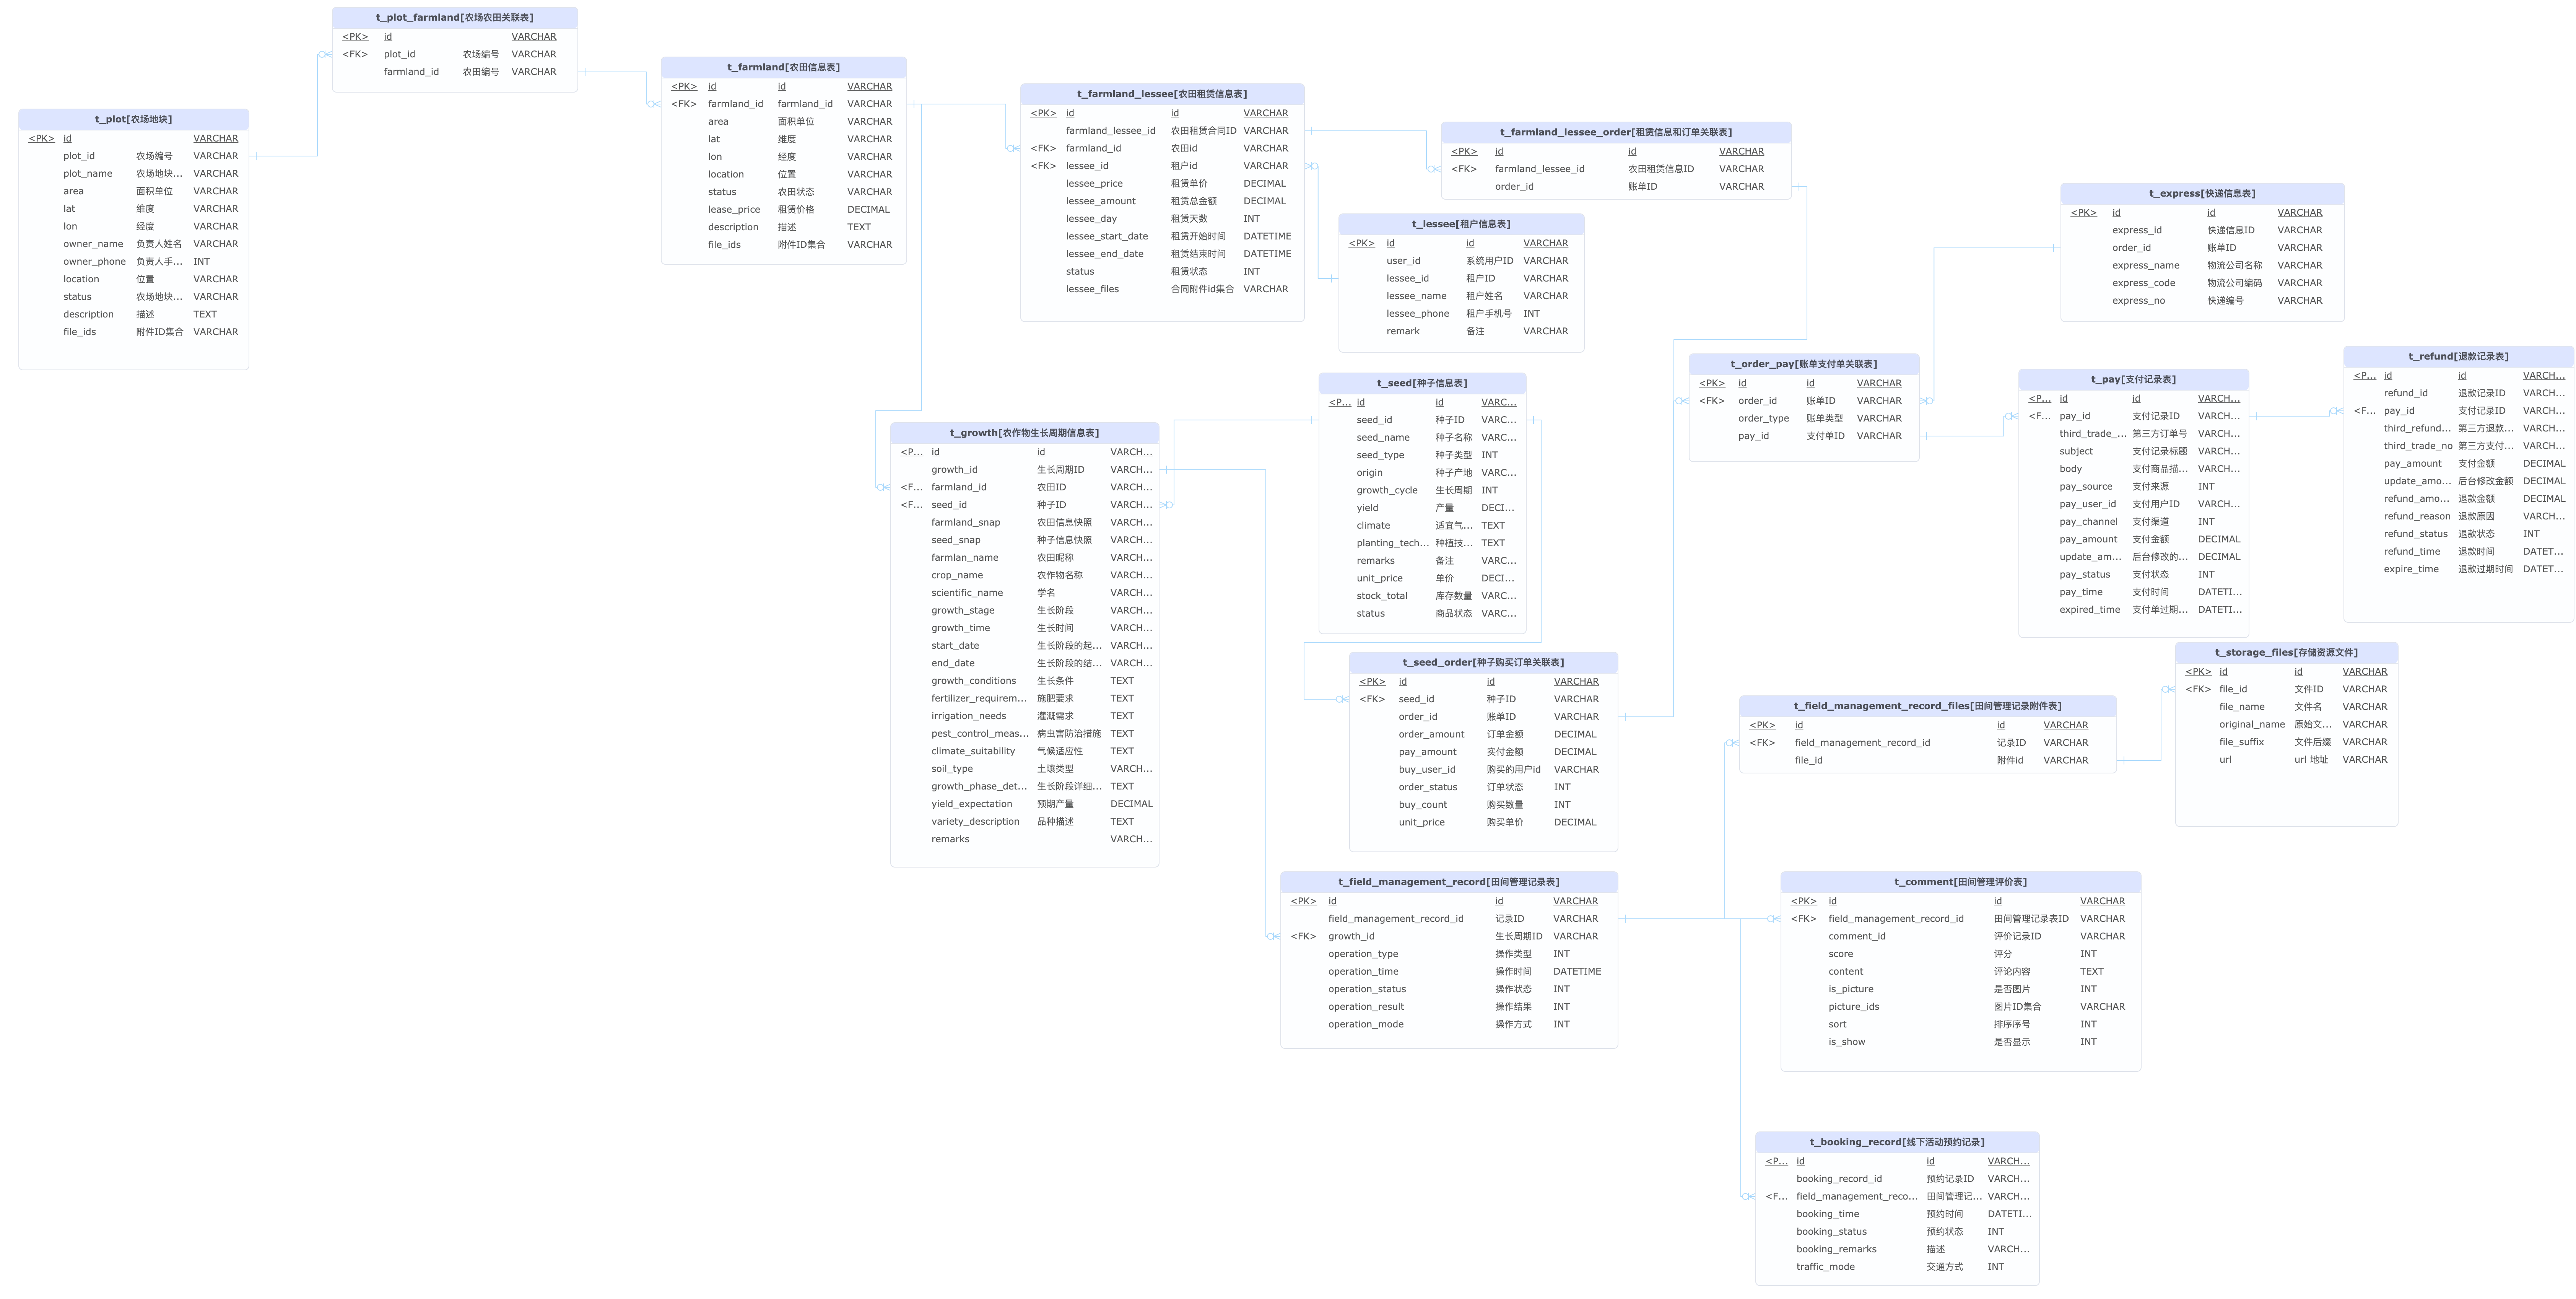 t_plot_farmland[农场农田关联表]
<PK> id VARCHAR
<FK> plot_id 农场编号 VARCHAR
farmland_id 农田编号 VARCHAR
t_plot[农场地块]
<PK> id VARCHAR
plot_id 农场编号 VARCHAR
plot_name 农场地块... VARCHAR
area 面积单位 VARCHAR
lat 维度 VARCHAR
lon 经度 VARCHAR
owner_name 负责人姓名 VARCHAR
owner_phone 负责人手... INT
location 位置 VARCHAR
status 农场地块... VARCHAR
description 描述 TEXT
file_ids 附件ID集合 VARCHAR
t_farmland[农田信息表]
<PK> id id VARCHAR
<FK> farmland_id farmland_id VARCHAR
area 面积单位 VARCHAR
lat 维度 VARCHAR
lon 经度 VARCHAR
location 位置 VARCHAR
status 农田状态 VARCHAR
lease_price 租赁价格 DECIMAL
description 描述 TEXT
file_ids 附件ID集合 VARCHAR
t_farmland_lessee[农田租赁信息表]
<PK> id id VARCHAR
farmland_lessee_id 农田租赁合同ID VARCHAR
<FK> farmland_id 农田id VARCHAR
<FK> lessee_id 租户id VARCHAR
lessee_price 租赁单价 DECIMAL
lessee_amount 租赁总金额 DECIMAL
lessee_day 租赁天数 INT
lessee_start_date 租赁开始时间 DATETIME
lessee_end_date 租赁结束时间 DATETIME
status 租赁状态 INT
lessee_files 合同附件id集合 VARCHAR
t_farmland_lessee_order[租赁信息和订单关联表]
<PK> id id VARCHAR
<FK> farmland_lessee_id 农田租赁信息ID VARCHAR
order_id 账单ID VARCHAR
t_lessee[租户信息表]
<PK> id id VARCHAR
user_id 系统用户ID VARCHAR
lessee_id 租户ID VARCHAR
lessee_name 租户姓名 VARCHAR
lessee_phone 租户手机号 INT
remark 备注 VARCHAR
t_express[快递信息表]
<PK> id id VARCHAR
express_id 快递信息ID VARCHAR
order_id 账单ID VARCHAR
express_name 物流公司名称 VARCHAR
express_code 物流公司编码 VARCHAR
express_no 快递编号 VARCHAR
t_order_pay[账单支付单关联表]
<PK> id id VARCHAR
<FK> order_id 账单ID VARCHAR
order_type 账单类型 VARCHAR
pay_id 支付单ID VARCHAR
t_pay[支付记录表]
<P... id id VARCH...
<F... pay_id 支付记录ID VARCH...
third_trade_... 第三方订单号 VARCH...
subject 支付记录标题 VARCH...
body 支付商品描... VARCH...
pay_source 支付来源 INT
pay_user_id 支付用户ID VARCH...
pay_channel 支付渠道 INT
pay_amount 支付金额 DECIMAL
update_am... 后台修改的... DECIMAL
pay_status 支付状态 INT
pay_time 支付时间 DATETI...
expired_time 支付单过期... DATETI...
t_refund[退款记录表]
<P... id id VARCH...
refund_id 退款记录ID VARCH...
<F... pay_id 支付记录ID VARCH...
third_refund... 第三方退款... VARCH...
third_trade_no 第三方支付... VARCH...
pay_amount 支付金额 DECIMAL
update_amo... 后台修改金额 DECIMAL
refund_amo... 退款金额 DECIMAL
refund_reason 退款原因 VARCH...
refund_status 退款状态 INT
refund_time 退款时间 DATET...
expire_time 退款过期时间 DATET...
t_seed[种子信息表]
<P... id id VARC...
seed_id 种子ID VARC...
seed_name 种子名称 VARC...
seed_type 种子类型 INT
origin 种子产地 VARC...
growth_cycle 生长周期 INT
yield 产量 DECI...
climate 适宜气... TEXT
planting_tech... 种植技... TEXT
remarks 备注 VARC...
unit_price 单价 DECI...
stock_total 库存数量 VARC...
status 商品状态 VARC...
t_growth[农作物生长周期信息表]
<P... id id VARCH...
growth_id 生长周期ID VARCH...
<F... farmland_id 农田ID VARCH...
<F... seed_id 种子ID VARCH...
farmland_snap 农田信息快照 VARCH...
seed_snap 种子信息快照 VARCH...
farmlan_name 农田昵称 VARCH...
crop_name 农作物名称 VARCH...
scientific_name 学名 VARCH...
growth_stage 生长阶段 VARCH...
growth_time 生长时间 VARCH...
start_date 生长阶段的起... VARCH...
end_date 生长阶段的结... VARCH...
growth_conditions 生长条件 TEXT
fertilizer_requirem... 施肥要求 TEXT
irrigation_needs 灌溉需求 TEXT
pest_control_meas... 病虫害防治措施 TEXT
climate_suitability 气候适应性 TEXT
soil_type 土壤类型 VARCH...
growth_phase_det... 生长阶段详细... TEXT
yield_expectation 预期产量 DECIMAL
variety_description 品种描述 TEXT
remarks VARCH...
t_seed_order[种子购买订单关联表]
<PK> id id VARCHAR
<FK> seed_id 种子ID VARCHAR
order_id 账单ID VARCHAR
order_amount 订单金额 DECIMAL
pay_amount 实付金额 DECIMAL
buy_user_id 购买的用户id VARCHAR
order_status 订单状态 INT
buy_count 购买数量 INT
unit_price 购买单价 DECIMAL
t_storage_files[存储资源文件]
<PK> id id VARCHAR
<FK> file_id 文件ID VARCHAR
file_name 文件名 VARCHAR
original_name 原始文... VARCHAR
file_suffix 文件后缀 VARCHAR
url url 地址 VARCHAR
t_field_management_record_files[田间管理记录附件表]
<PK> id id VARCHAR
<FK> field_management_record_id 记录ID VARCHAR
file_id 附件id VARCHAR
t_field_management_record[田间管理记录表]
<PK> id id VARCHAR
field_management_record_id 记录ID VARCHAR
<FK> growth_id 生长周期ID VARCHAR
operation_type 操作类型 INT
operation_time 操作时间 DATETIME
operation_status 操作状态 INT
operation_result 操作结果 INT
operation_mode 操作方式 INT
t_comment[田间管理评价表]
<PK> id id VARCHAR
<FK> field_management_record_id 田间管理记录表ID VARCHAR
comment_id 评价记录ID VARCHAR
score 评分 INT
content 评论内容 TEXT
is_picture 是否图片 INT
picture_ids 图片ID集合 VARCHAR
sort 排序序号 INT
is_show 是否显示 INT
t_booking_record[线下活动预约记录]
<P... id id VARCH...
booking_record_id 预约记录ID VARCH...
<F... field_management_reco... 田间管理记... VARCH...
booking_time 预约时间 DATETI...
booking_status 预约状态 INT
booking_remarks 描述 VARCH...
traffic_mode 交通方式 INT